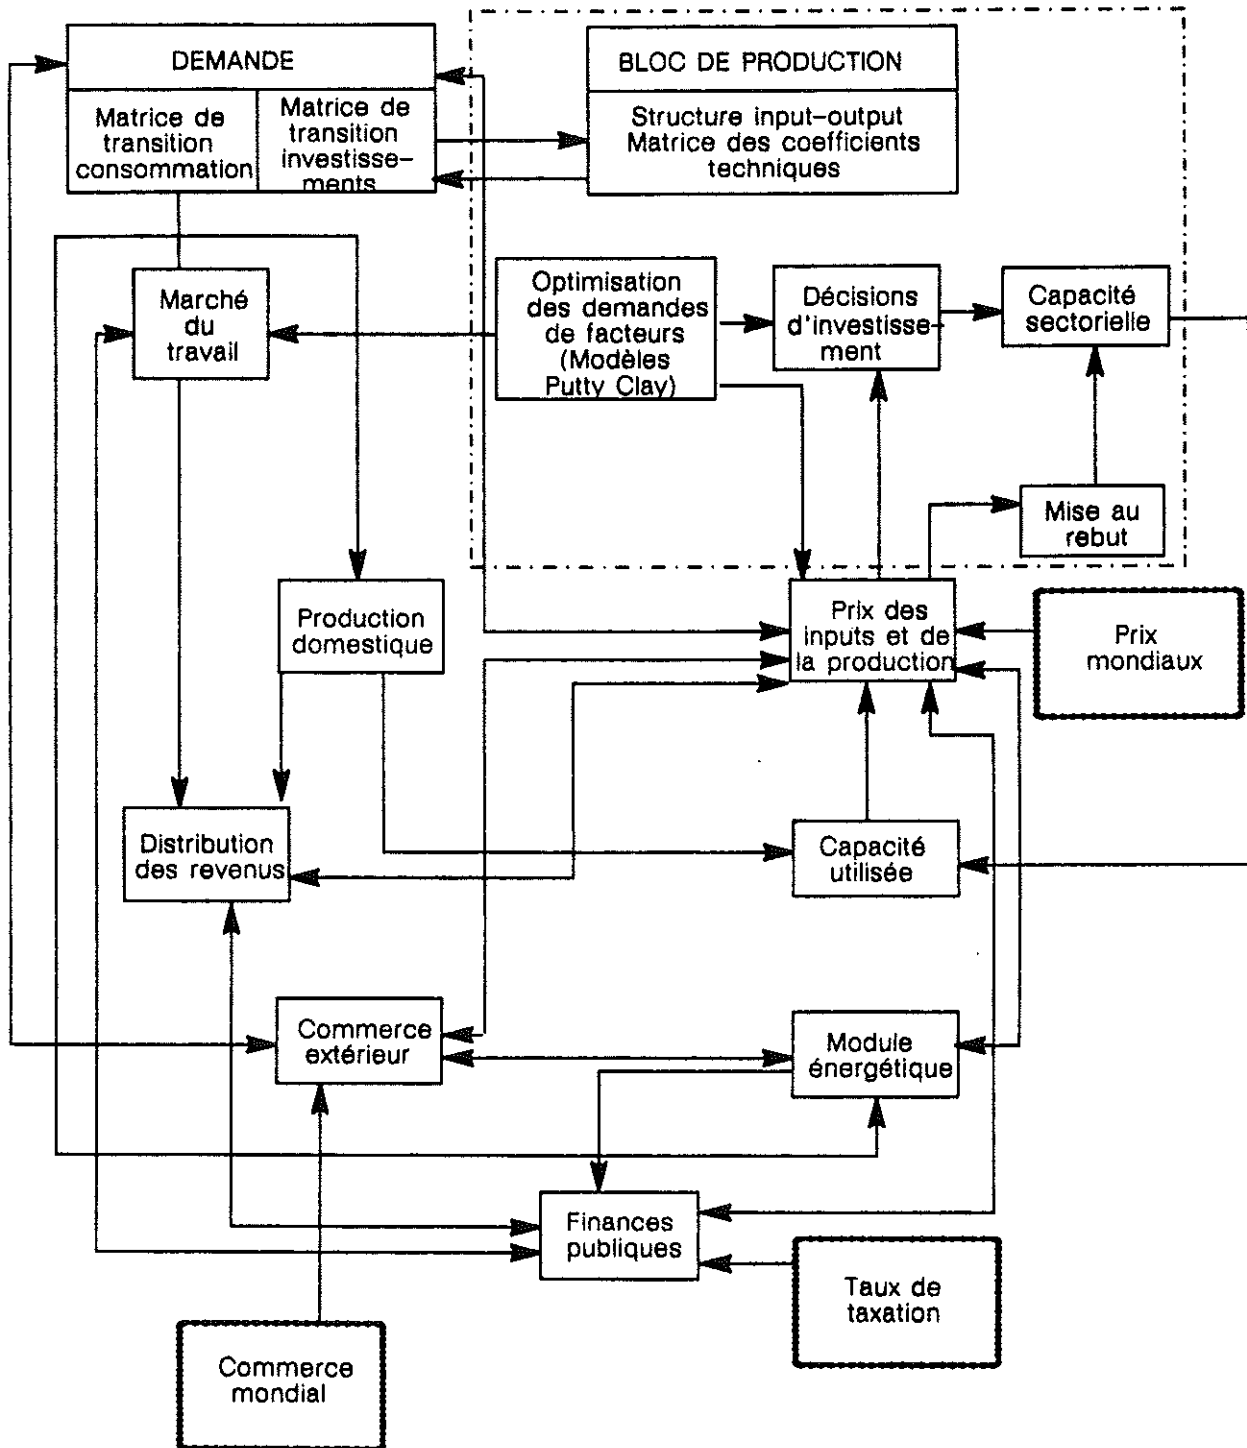 DEMANDE
Matrice de
transition
consommation
Matrice de
transition
investisse-
ments
BLOC DE PRODUCTION
Structure input-output
Matrice des coefficients
techniques
Marché
du
travail
Optimisation
des demandes
de facteurs
(Modèles
Putty Clay)
Décisions
d'investisse-
ment
Capacité
sectorielle
Mise au
rebut
Production
domestique
Prix des
inputs et de
la production
Prix
mondiaux
Distribution
des revenus
Capacité
utilisée
Commerce
extérieur
Module
énergétique
Finances
publiques
Taux de
taxation
Commerce
mondial